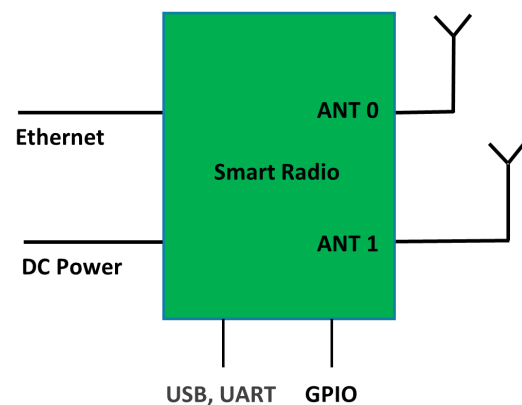 ANT 0
Ethernet
Smart Radio
ANT 1
DC Power
USB, UART GPIO